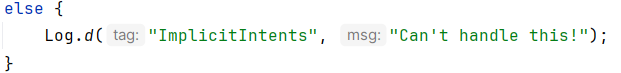 else {
    Log.d( tag: "ImplicitIntents", msg: "Can't handle this!");
}